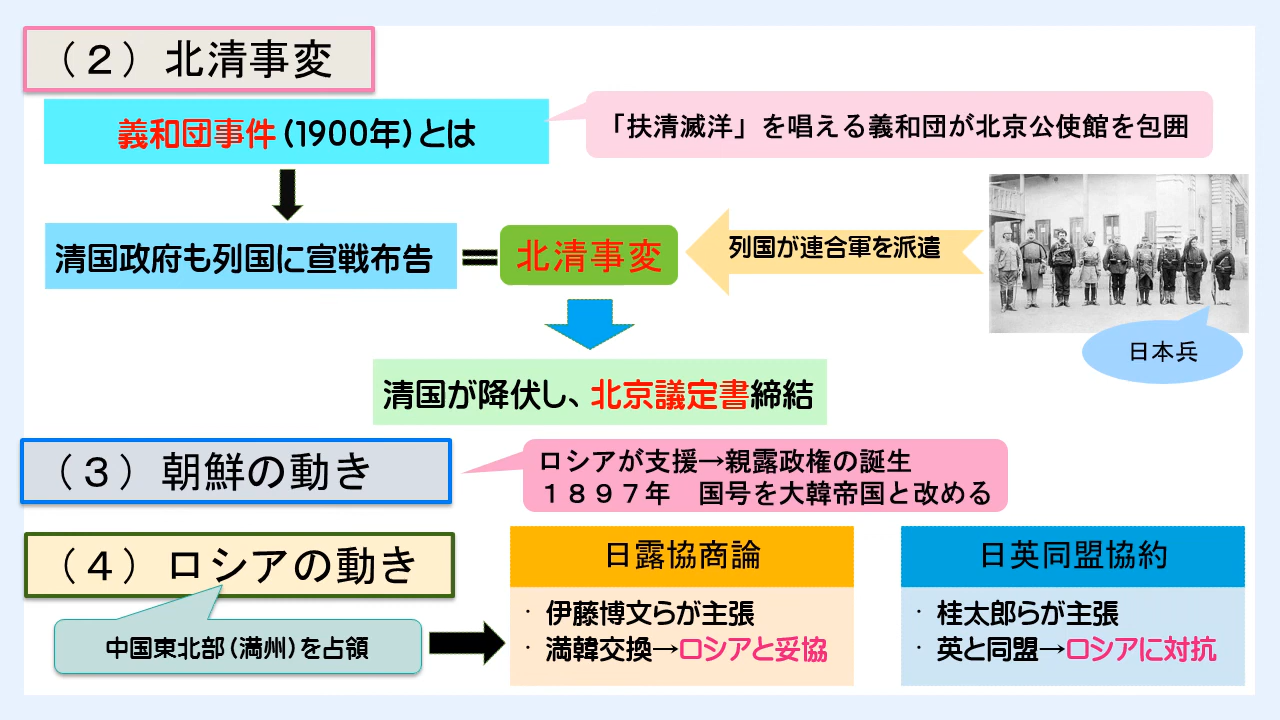 （２）北清事変
義和団事件（1900年）とは
「扶清滅洋」を唱える義和団が北京公使館を包囲
清国政府も列国に宣戦布告
＝
北清事変
列国が連合軍を派遣
日本兵
清国が降伏し、北京議定書締結
（３）朝鮮の動き
ロシアが支援→親露政権の誕生
１８９７年　国号を大韓帝国と改める
（４）ロシアの動き
中国東北部（満州）を占領
日露協商論
・ 伊藤博文らが主張
・ 満韓交換→ロシアと妥協
日英同盟協約
・ 桂太郎らが主張
・ 英と同盟→ロシアに対抗